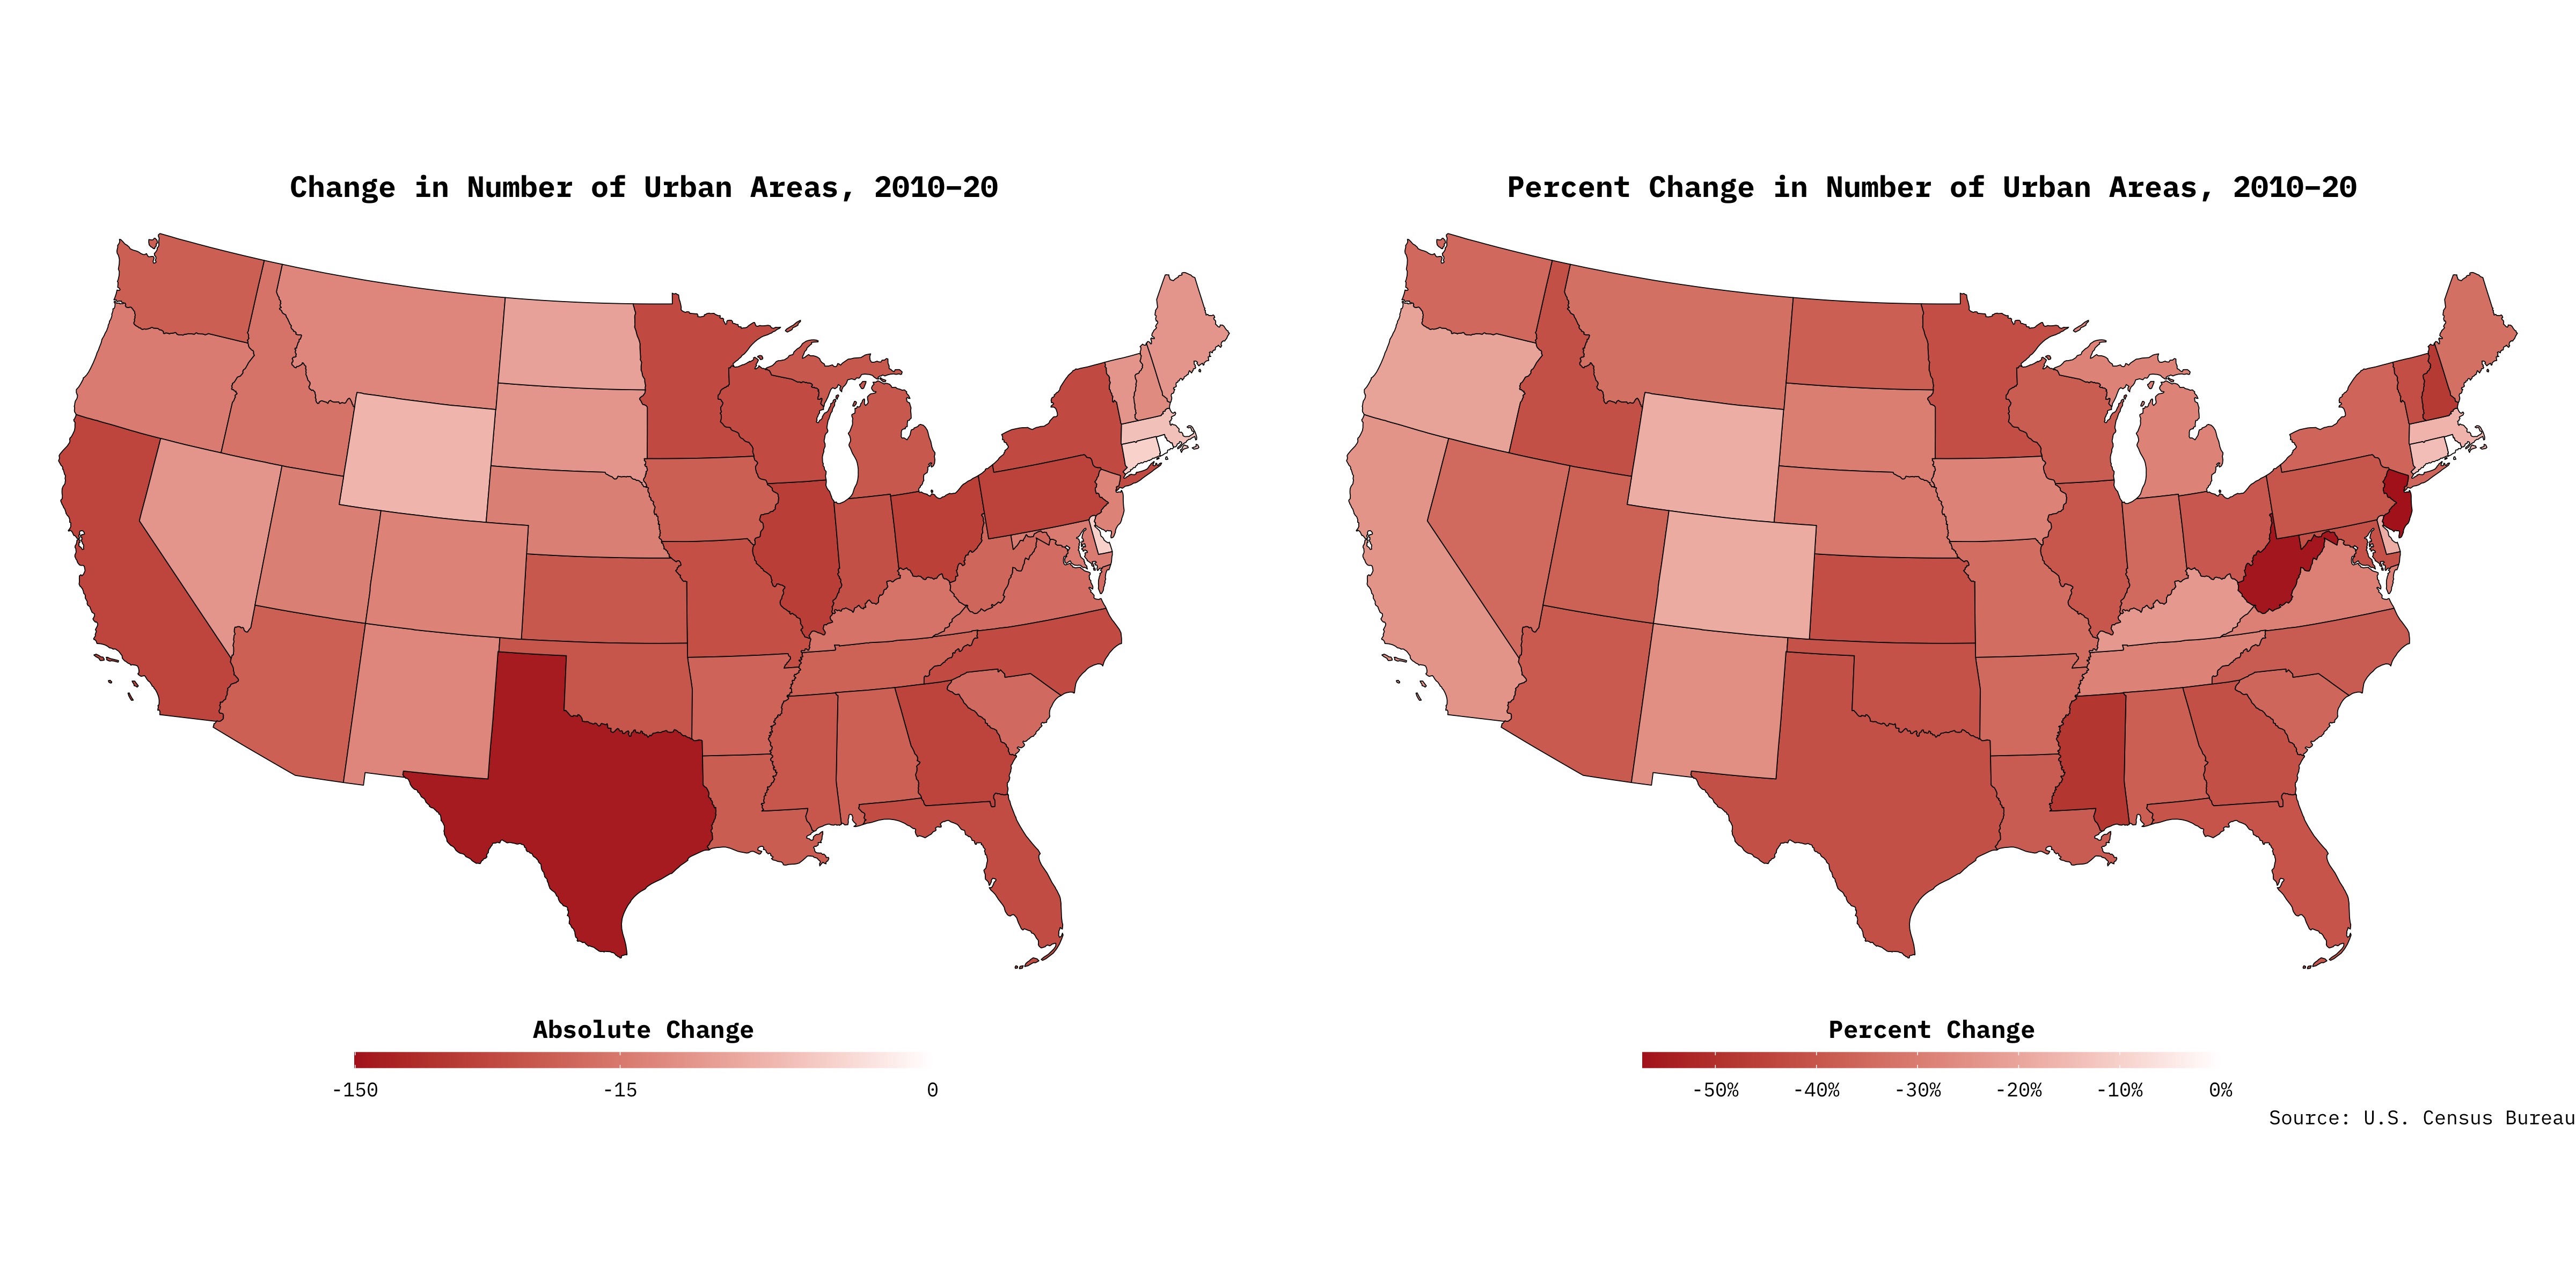 Change in Number of Urban Areas, 2010–20
Percent Change in Number of Urban Areas, 2010–20
Absolute Change
-150 -15 0
Percent Change
-50% -40% -30% -20% -10% 0%
Source: U.S. Census Bureau